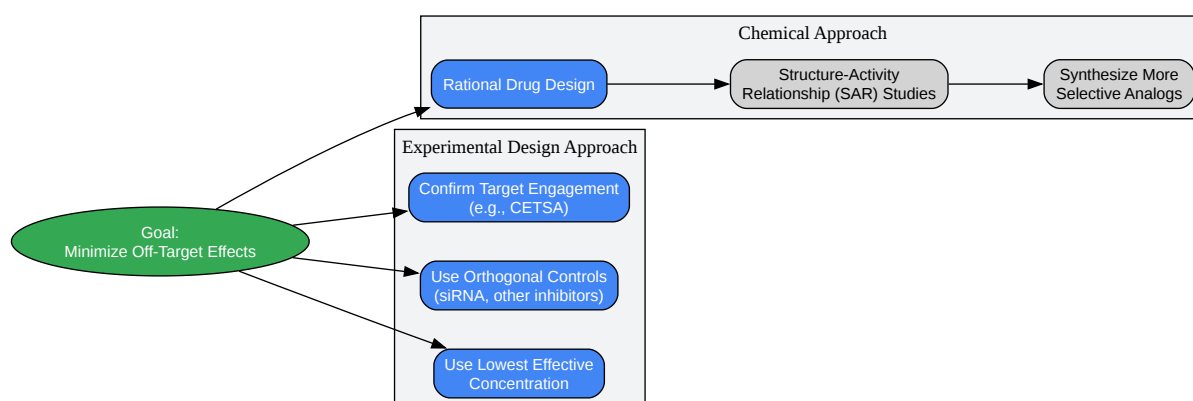 Chemical Approach
Rational Drug Design
Structure-Activity
Relationship (SAR) Studies
Synthesize More
Selective Analogs
Experimental Design Approach
Confirm Target Engagement
(e.g., CETSA)
Goal:
Minimize Off-Target Effects
Use Orthogonal Controls
(siRNA, other inhibitors)
Use Lowest Effective
Concentration